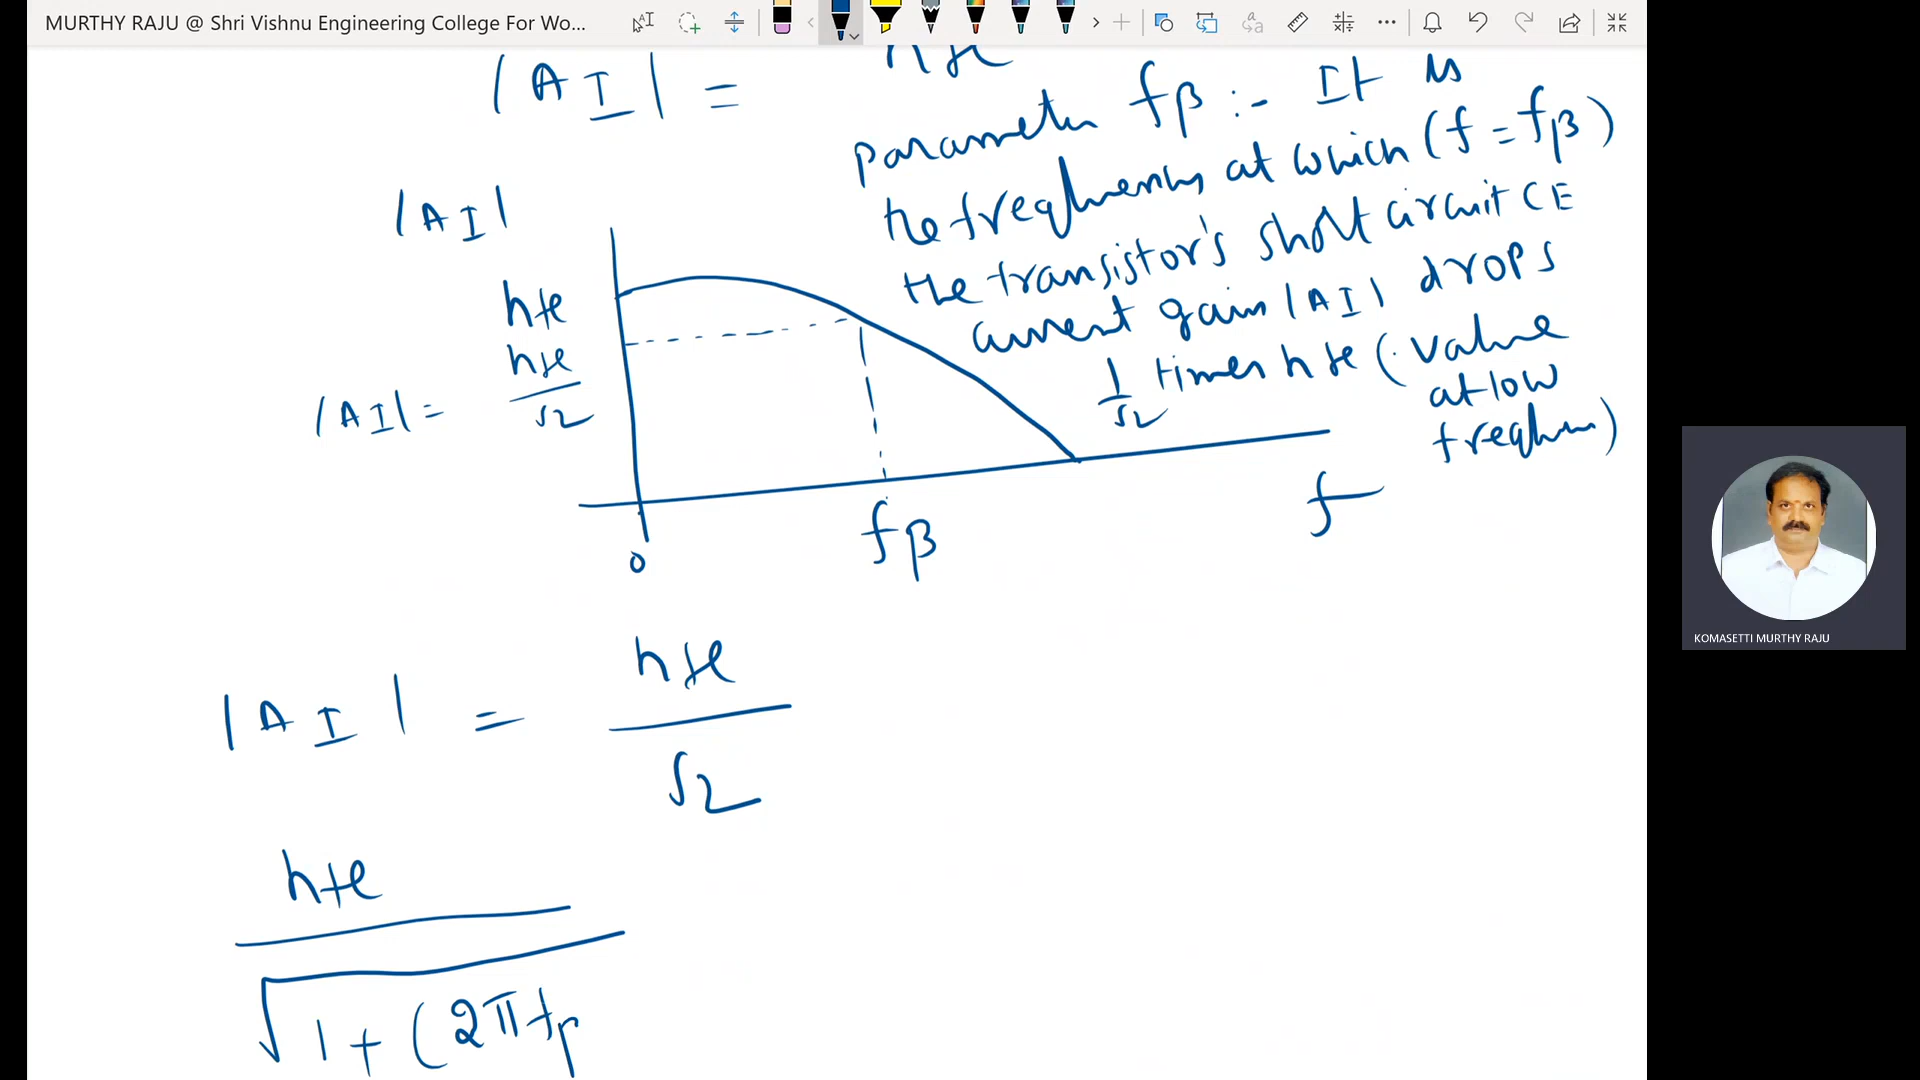 MURTHY RAJU @ Shri Vishnu Engineering College For Wo...
|AI| = hfe
parameter fβ :- It is
the frequency at which (f = fβ)
the transistor's short circuit CE
current gain |AI| drops
1/√2 times hfe (value
at low
frequen)
|AI|
hfe
|AI| = hfe/√2
0
fβ
f
|AI| = hfe/√2
hfe
√1 + (2πfβ
KOMASETTI MURTHY RAJU